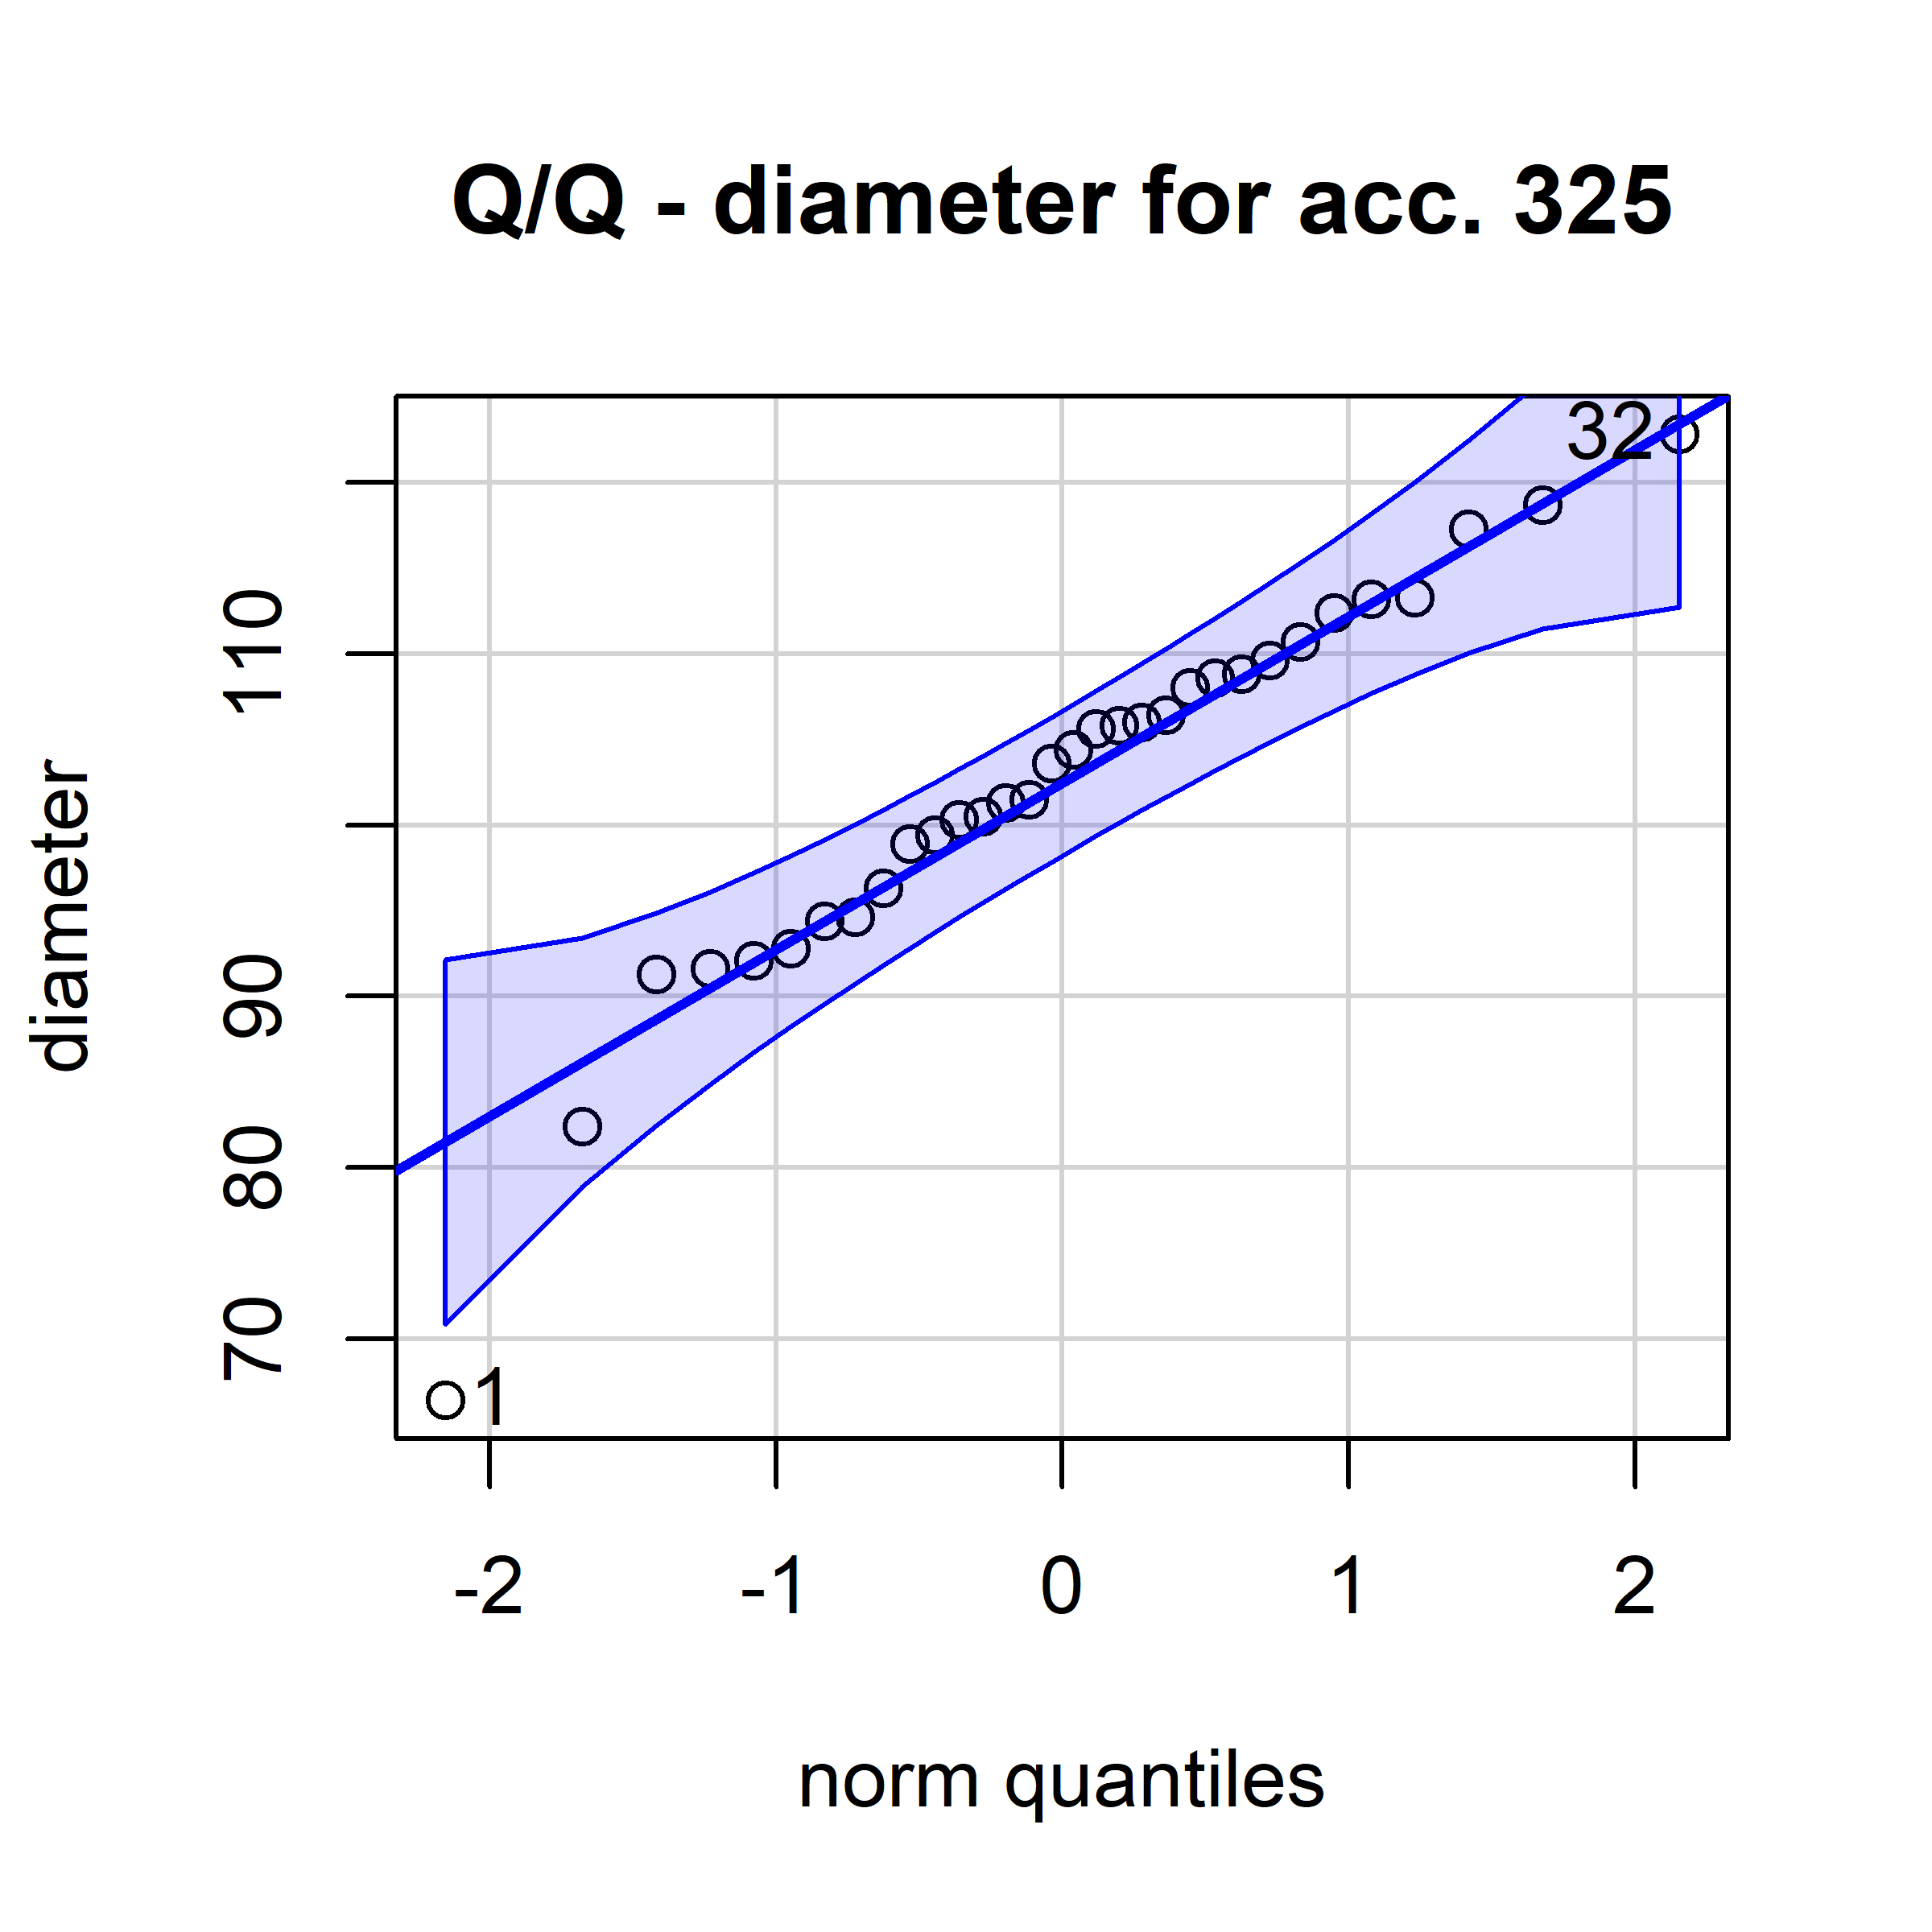 Q/Q - diameter for acc. 325
32
110
90
80
70
diameter
1
-2 -1 0 1 2
norm quantiles